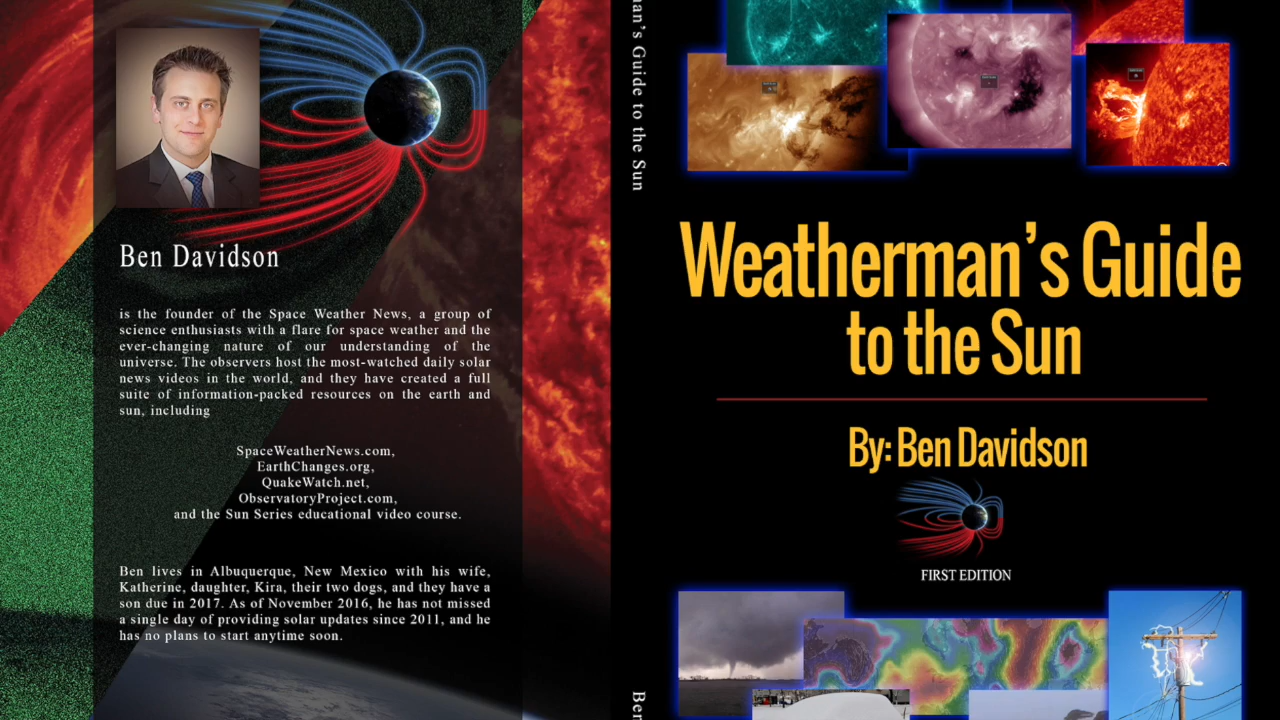 Ben Davidson
is the founder of the Space Weather News, a group of
science enthusiasts with a flare for space weather and the
ever-changing nature of our understanding of the
universe. The observers host the most-watched daily solar
news videos in the world, and they have created a full
suite of information-packed resources on the earth and
sun, including
SpaceWeatherNews.com,
EarthChanges.org,
QuakeWatch.net,
ObservatoryProject.com,
and the Sun Series educational video course.
Ben lives in Albuquerque, New Mexico with his wife,
Katherine, daughter, Kira, their two dogs, and they have a
son due in 2017. As of November 2016, he has not missed
a single day of providing solar updates since 2011, and he
has no plans to start anytime soon.
man's Guide to the Sun
Ben
Weatherman's Guide
to the Sun
By: Ben Davidson
FIRST EDITION